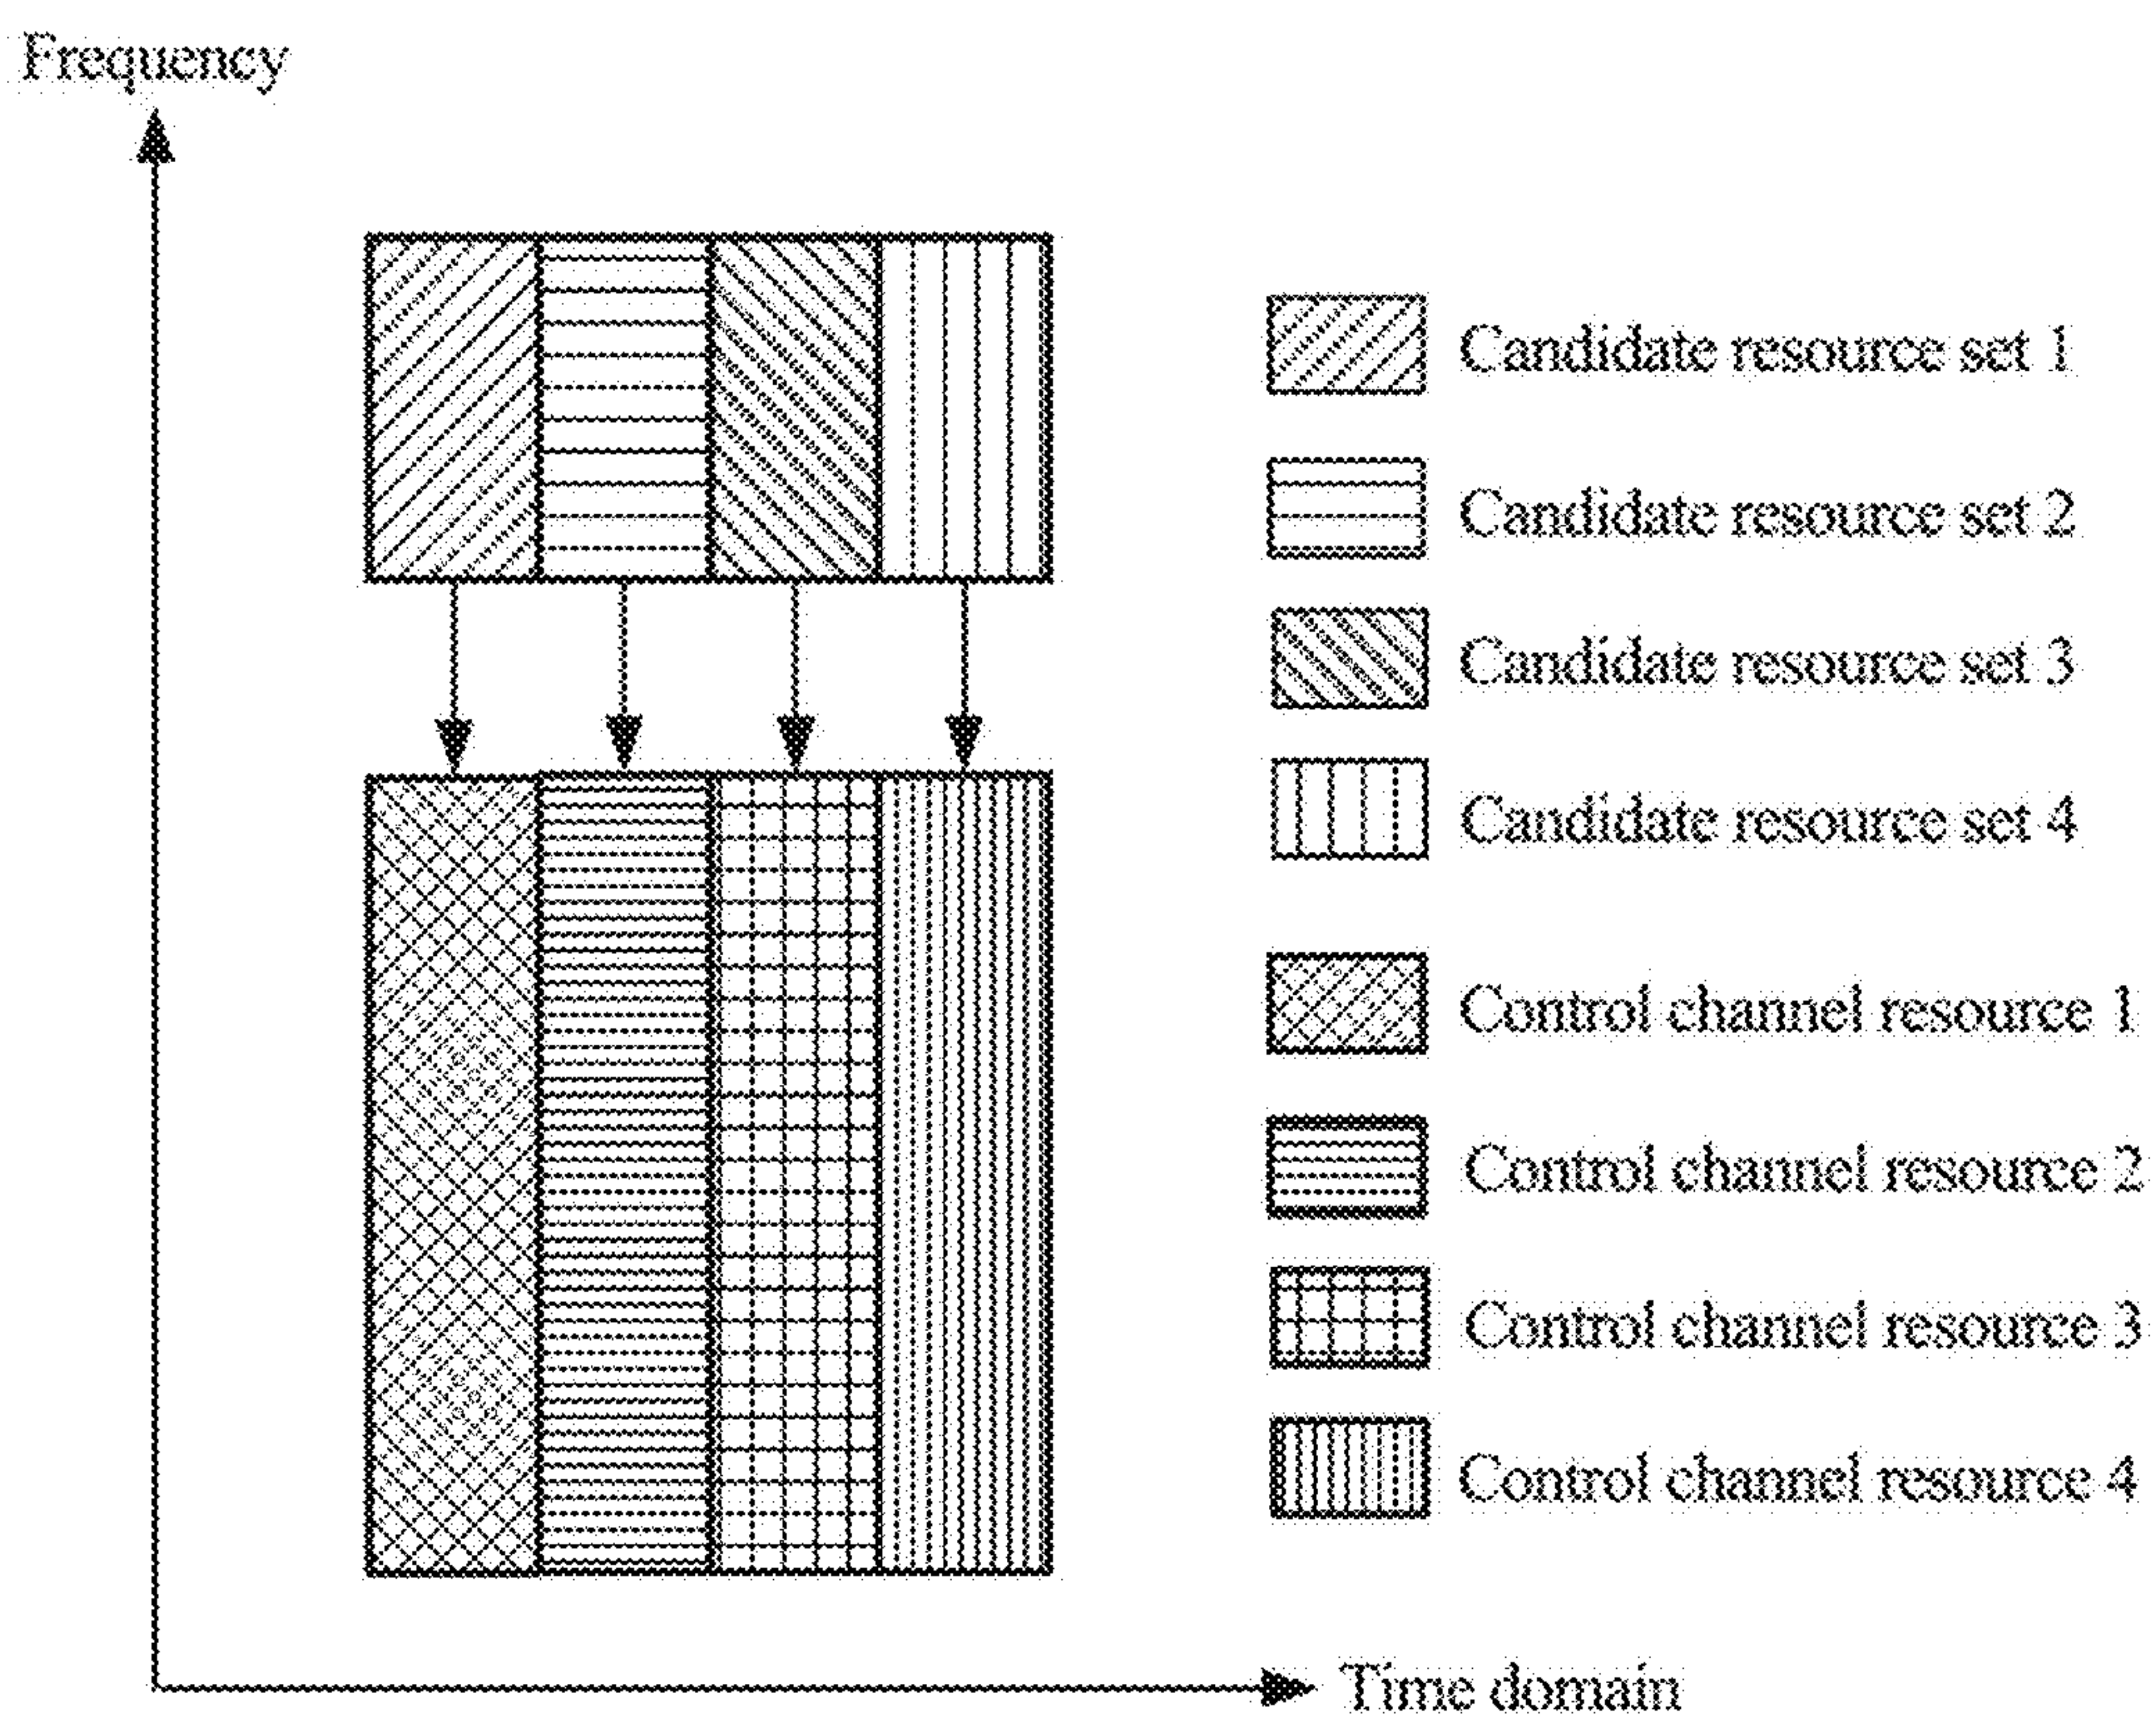 Frequency
Candidate resource set 1
Candidate resource set 2
Candidate resource set 3
Candidate resource set 4
Control channel resource 1
Control channel resource 2
Control channel resource 3
Control channel resource 4
Time domain